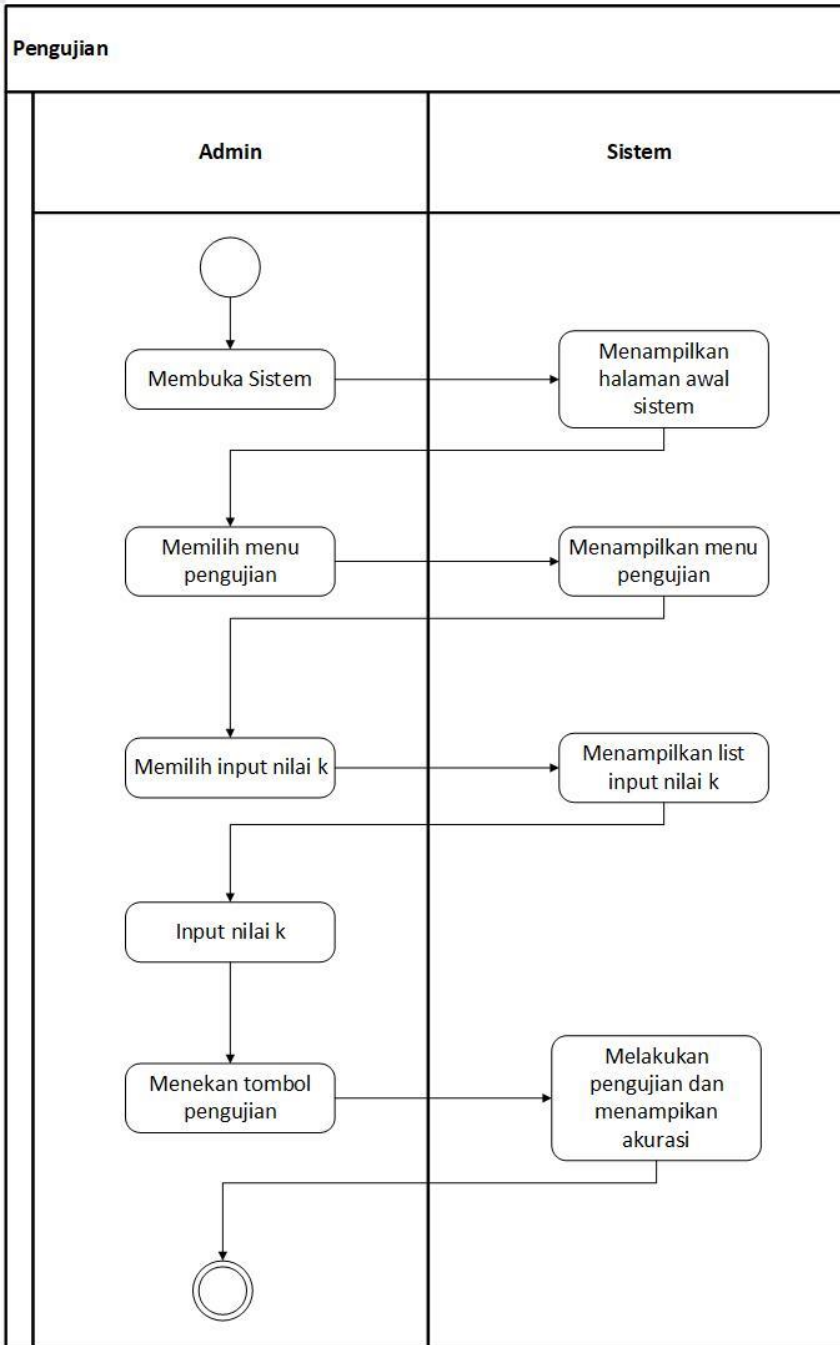 Pengujian
Admin
Sistem
Membuka Sistem
Menampilkan
halaman awal
sistem
Memilih menu
pengujian
Menampilkan menu
pengujian
Memilih input nilai k
Menampilkan list
input nilai k
Input nilai k
Menekan tombol
pengujian
Melakukan
pengujian dan
menampikan
akurasi